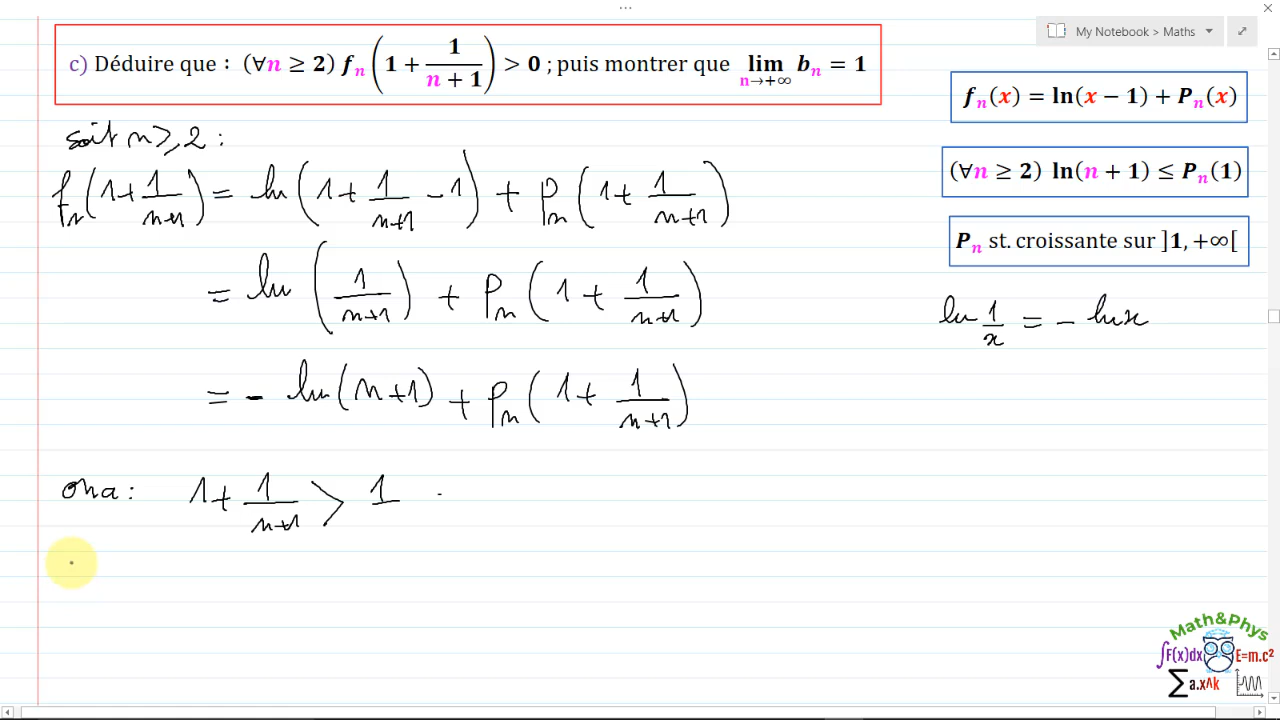 c) Déduire que : (∀n ≥ 2) fₙ(1 + 1/(n + 1)) > 0 ; puis montrer que lim_{n→+∞} bₙ = 1
My Notebook > Maths
fₙ(x) = ln(x − 1) + Pₙ(x)
(∀n ≥ 2) ln(n + 1) ≤ Pₙ(1)
Pₙ st. croissante sur ]1, +∞[
ln 1/x = − ln x
soit n ≥ 2 :
fₙ(1 + 1/(n+1)) = ln(1 + 1/(n+1) − 1) + Pₙ(1 + 1/(n+1))
= ln(1/(n+1)) + Pₙ(1 + 1/(n+1))
= − ln(n+1) + Pₙ(1 + 1/(n+1))
on a : 1 + 1/(n+1) > 1
Math&Phys
∫F(x)dx E=m.c²
∑ a.x^k